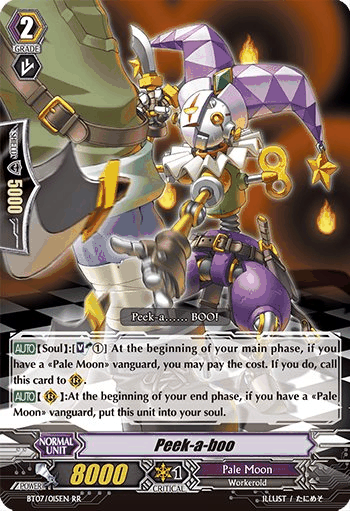 2
GRADE
SHIELD
5000
Peek-a...... BOO!
AUTO【Soul】:[V ①] At the beginning of your main phase, if you
have a «Pale Moon» vanguard, you may pay the cost. If you do, call
this card to R.
AUTO【R】:At the beginning of your end phase, if you have a «Pale
Moon» vanguard, put this unit into your soul.
NORMAL
UNIT
Peek-a-boo
POWER 8000
1
CRITICAL
Pale Moon
Workeroid
BT07/015EN RR
ILLUST / たにめそ